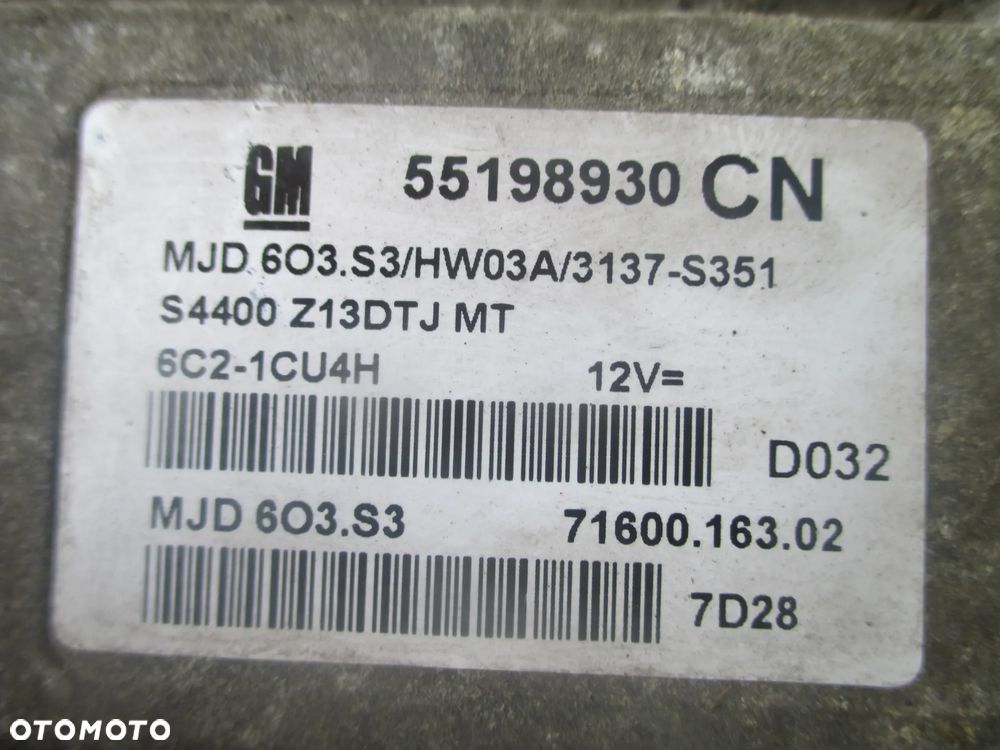 GM 55198930 CN
MJD 6O3.S3/HW03A/3137-S351
S4400 Z13DTJ MT
6C2-1CU4H 12V=
D032
MJD 6O3.S3 71600.163.02
7D28
OTOMOTO